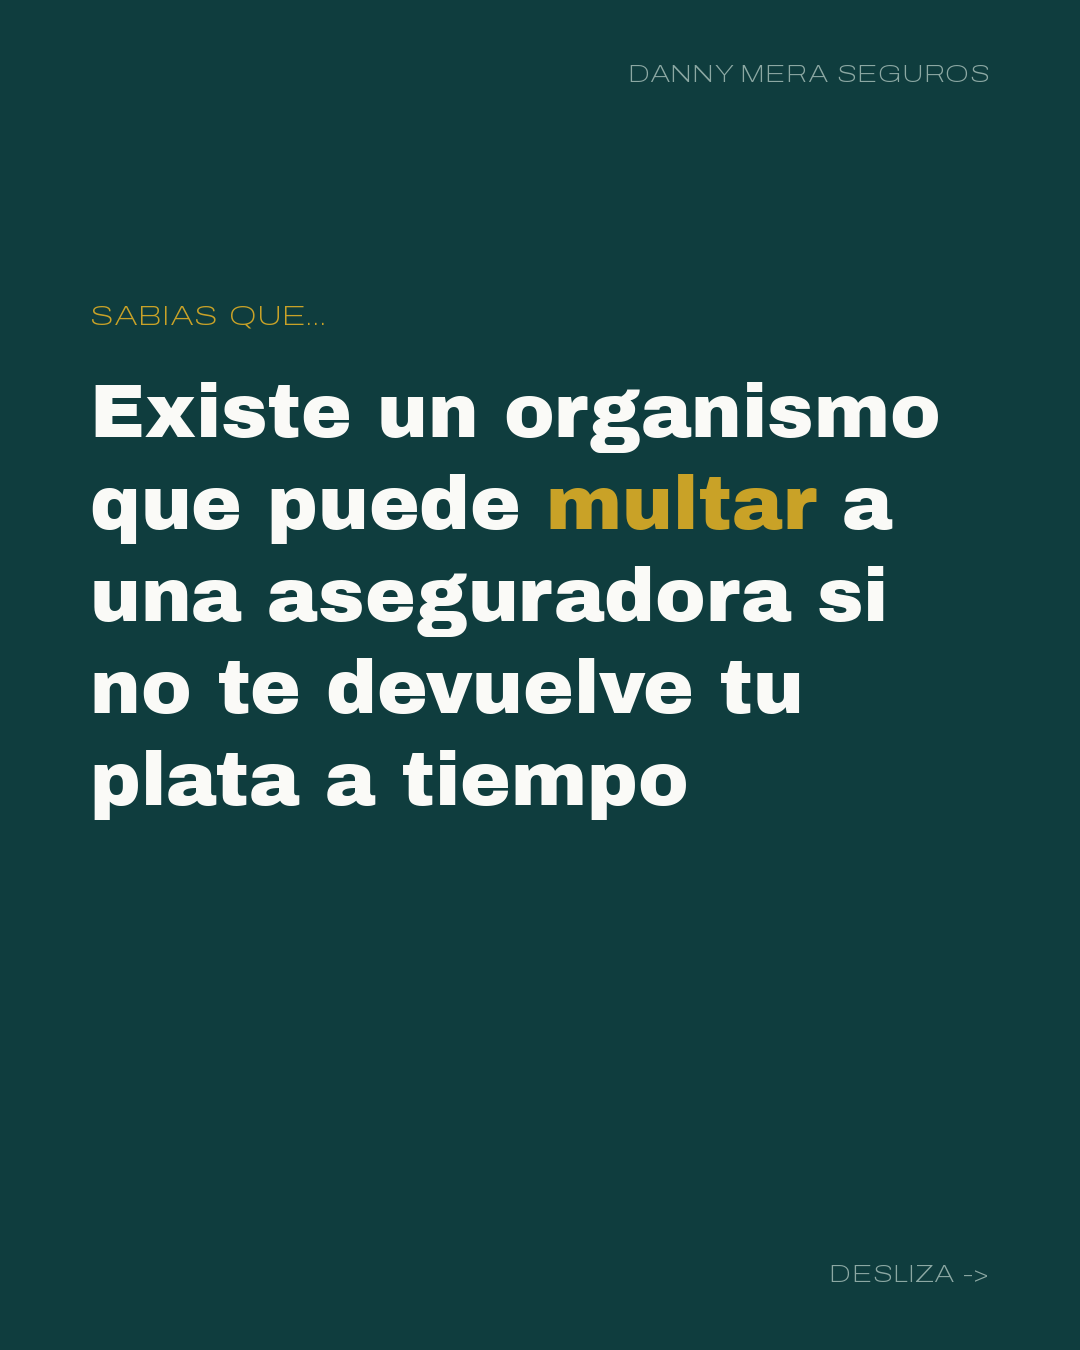 DANNY MERA SEGUROS
SABIAS QUE...
Existe un organismo
que puede multar a
una aseguradora si
no te devuelve tu
plata a tiempo
DESLIZA ->